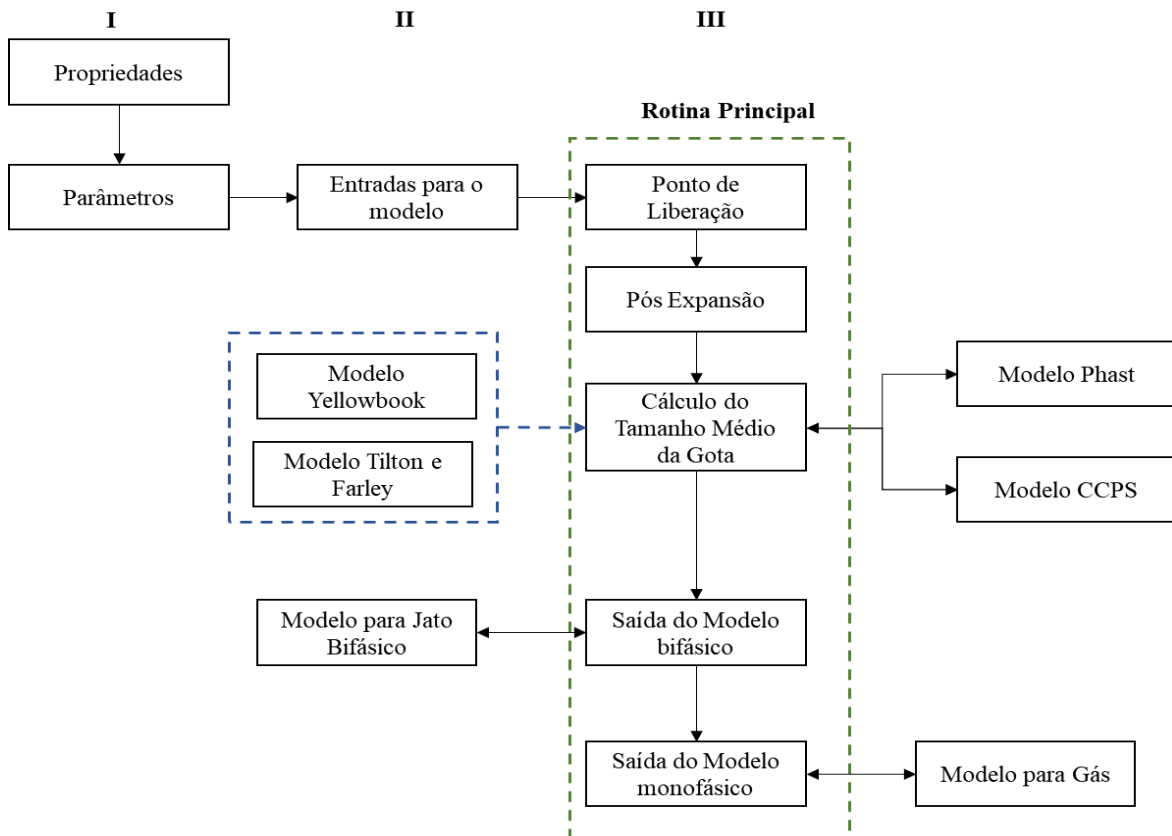 I
II
III
Propriedades
Rotina Principal
Parâmetros
Entradas para o
modelo
Ponto de
Liberação
Pós Expansão
Modelo
Yellowbook
Modelo Tilton e
Farley
Cálculo do
Tamanho Médio
da Gota
Modelo Phast
Modelo CCPS
Modelo para Jato
Bifásico
Saída do Modelo
bifásico
Saída do Modelo
monofásico
Modelo para Gás